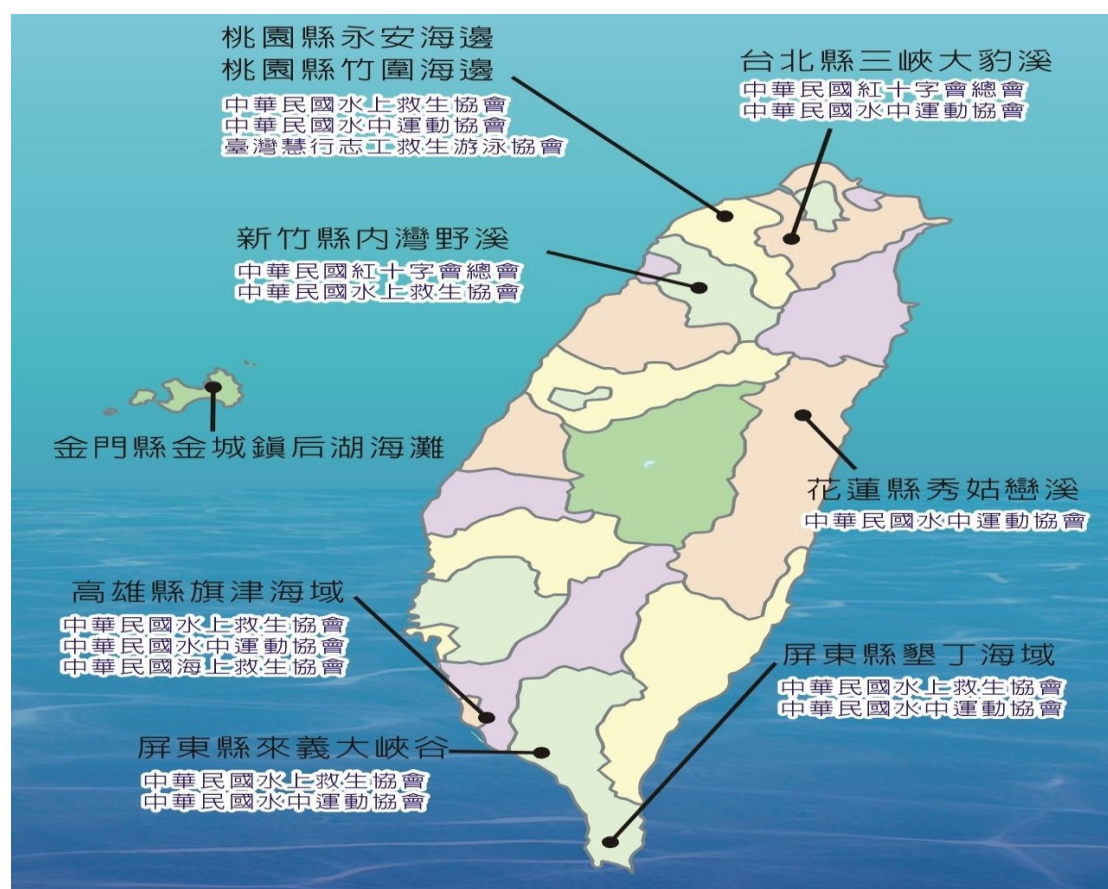 桃園縣永安海邊
桃園縣竹圍海邊
中華民國水上救生協會
中華民國水中運動協會
臺灣慧行志工救生游泳協會
台北縣三峽大豹溪
中華民國紅十字會總會
中華民國水中運動協會
新竹縣內灣野溪
中華民國紅十字會總會
中華民國水上救生協會
金門縣金城鎮后湖海灘
花蓮縣秀姑巒溪
中華民國水中運動協會
高雄縣旗津海域
中華民國水上救生協會
中華民國水中運動協會
中華民國海上救生協會
屏東縣墾丁海域
中華民國水上救生協會
中華民國水中運動協會
屏東縣來義大峽谷
中華民國水上救生協會
中華民國水中運動協會